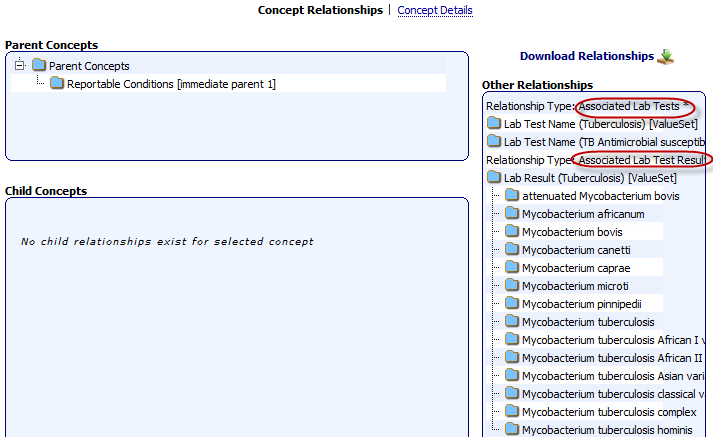 Concept Relationships | Concept Details
Parent Concepts
Parent Concepts
Reportable Conditions [immediate parent 1]
Child Concepts
No child relationships exist for selected concept
Download Relationships
Other Relationships
Relationship Type: Associated Lab Tests *
Lab Test Name (Tuberculosis) [ValueSet]
Lab Test Name (TB Antimicrobial susceptib
Relationship Type: Associated Lab Test Result
Lab Result (Tuberculosis) [ValueSet]
attenuated Mycobacterium bovis
Mycobacterium africanum
Mycobacterium bovis
Mycobacterium canetti
Mycobacterium caprae
Mycobacterium microti
Mycobacterium pinnipedii
Mycobacterium tuberculosis
Mycobacterium tuberculosis African I v
Mycobacterium tuberculosis African II
Mycobacterium tuberculosis Asian vari
Mycobacterium tuberculosis classical v
Mycobacterium tuberculosis complex
Mycobacterium tuberculosis hominis